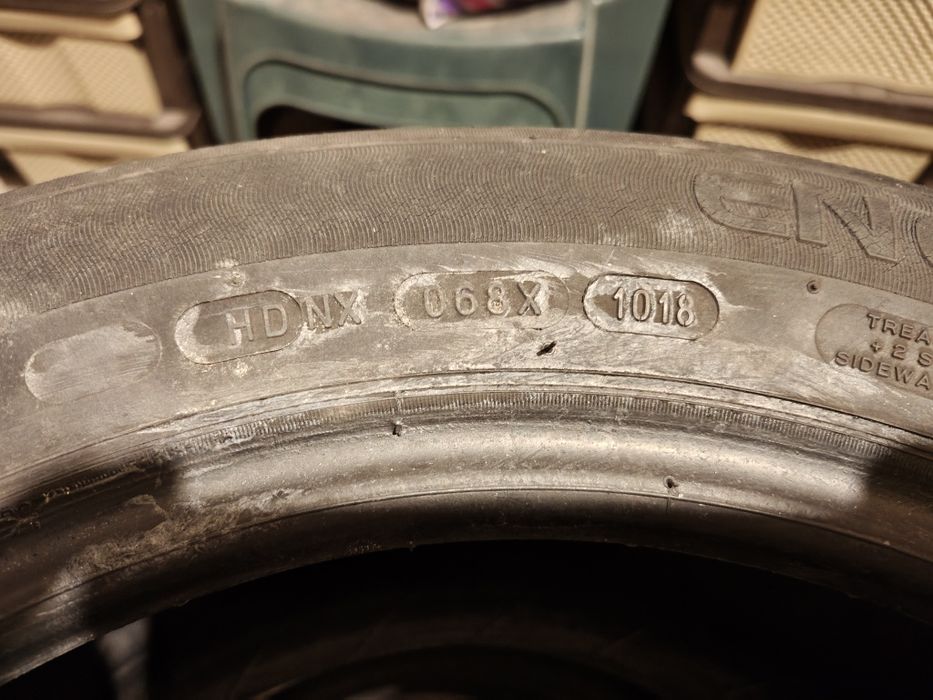 HD NX 068X 1018
TREA
+ 2 S
SIDEWA